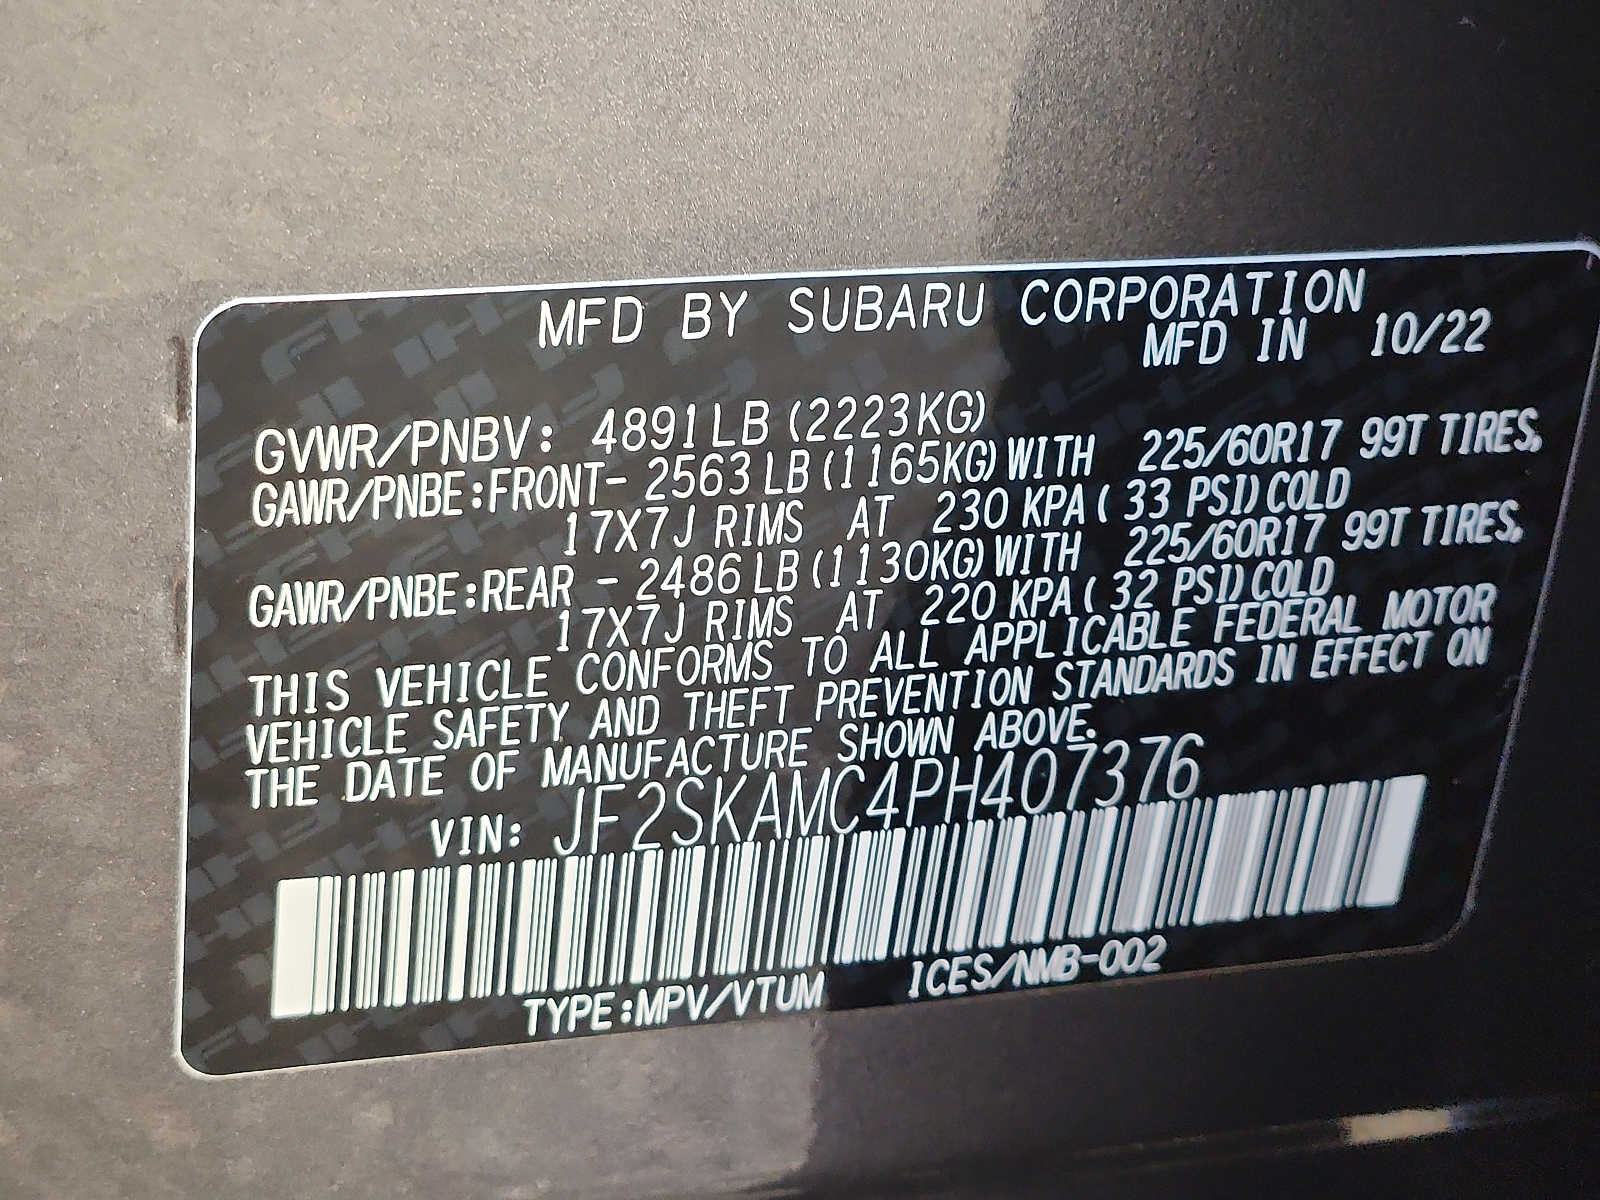 MFD BY SUBARU CORPORATION
MFD IN 10/22
GVWR/PNBV: 4891LB (2223KG)
GAWR/PNBE:FRONT- 2563 LB (1165KG) WITH 225/60R17 99T TIRES,
17X7J RIMS AT 230 KPA ( 33 PSI) COLD
GAWR/PNBE:REAR - 2486 LB (1130KG) WITH 225/60R17 99T TIRES,
17X7J RIMS AT 220 KPA ( 32 PSI) COLD
THIS VEHICLE CONFORMS TO ALL APPLICABLE FEDERAL MOTOR
VEHICLE SAFETY AND THEFT PREVENTION STANDARDS IN EFFECT ON
THE DATE OF MANUFACTURE SHOWN ABOVE.
VIN: JF2SKAMC4PH407376
TYPE:MPV/VTUM ICES/NMB-002